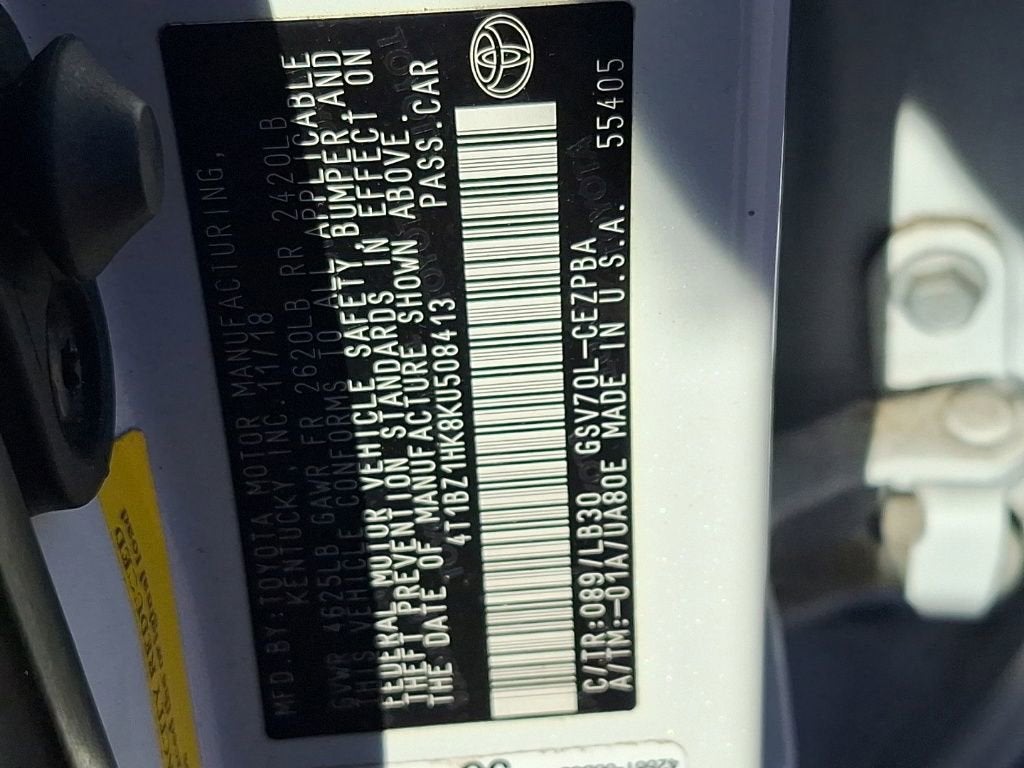 MFD.BY:TOYOTA MOTOR MANUFACTURING,
KENTUCKY,INC. 11/18
GVWR 4625LB GAWR FR 2620LB RR 2420LB
THIS VEHICLE CONFORMS TO ALL APPLICABLE
FEDERAL MOTOR VEHICLE SAFETY,BUMPER,AND
THEFT PREVENTION STANDARDS IN EFFECT ON
THE DATE OF MANUFACTURE SHOWN ABOVE.
4T1BZ1HK8KU508413 PASS.CAR
C/TR:089/LB30 GSV70L-CEZPBA
A/TM:-01A/UA80E MADE IN U.S.A. 55405